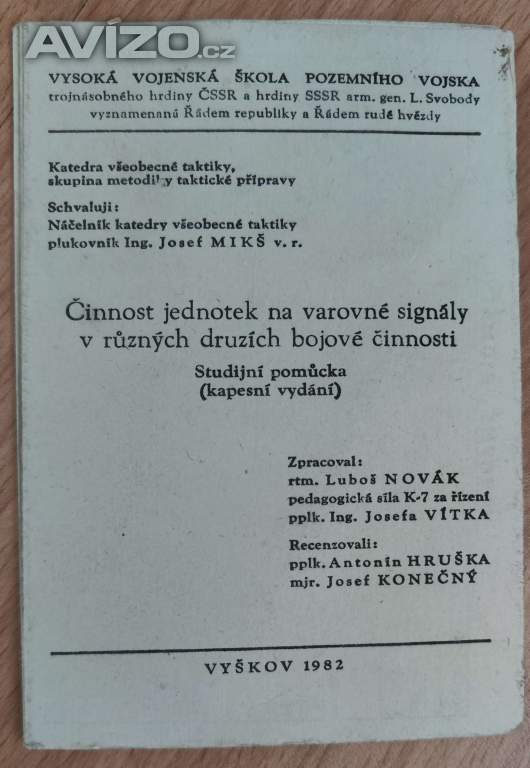 AVÍZO.cz
VYSOKÁ VOJENSKÁ ŠKOLA POZEMNÍHO VOJSKA
trojnásobného hrdiny ČSSR a hrdiny SSSR arm. gen. L. Svobody
vyznamenaná Řádem republiky a Řádem rudé hvězdy
Katedra všeobecné taktiky,
skupina metodiky taktické přípravy
Schvaluji:
Náčelník katedry všeobecné taktiky
plukovník Ing. Josef MIKŠ v. r.
Činnost jednotek na varovné signály
v různých druzích bojové činnosti
Studijní pomůcka
(kapesní vydání)
Zpracoval:
rtm. Luboš NOVÁK
pedagogická síla K-7 za řízení
pplk. Ing. Josefa VÍTKA
Recenzovali:
pplk. Antonín HRUŠKA
mjr. Josef KONEČNÝ
VYŠKOV 1982